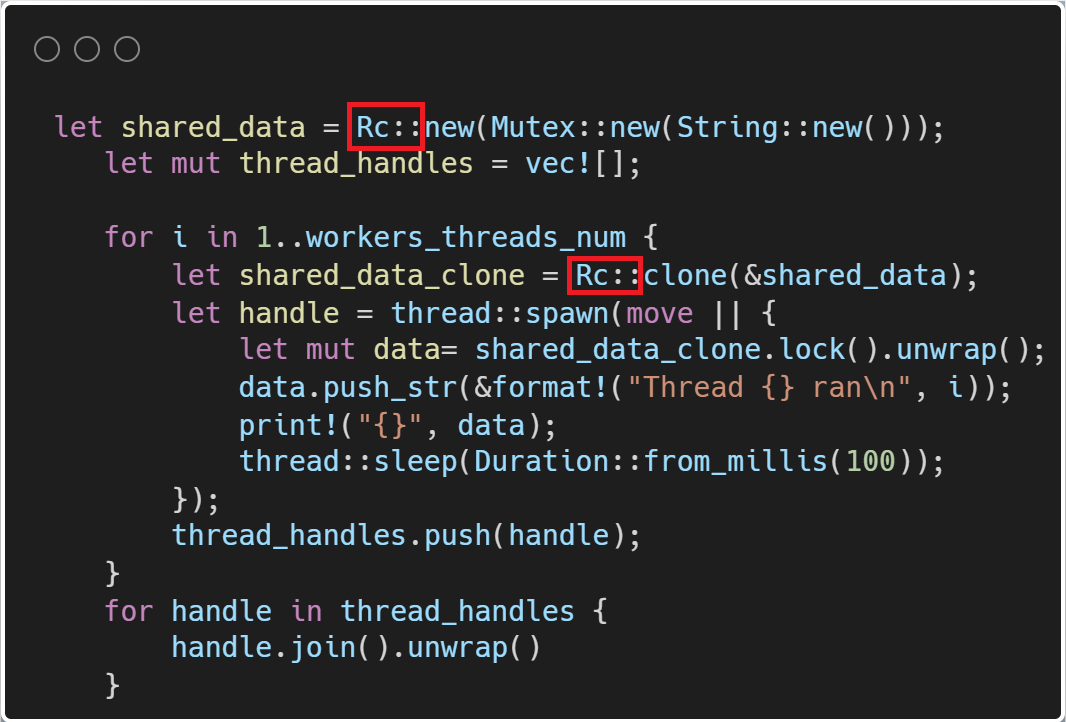 let shared_data = Rc::new(Mutex::new(String::new()));
let mut thread_handles = vec![];
for i in 1..workers_threads_num {
let shared_data_clone = Rc::clone(&shared_data);
let handle = thread::spawn(move || {
let mut data= shared_data_clone.lock().unwrap();
data.push_str(&format!("Thread {} ran\n", i));
print!("{}", data);
thread::sleep(Duration::from_millis(100));
});
thread_handles.push(handle);
}
for handle in thread_handles {
handle.join().unwrap()
}